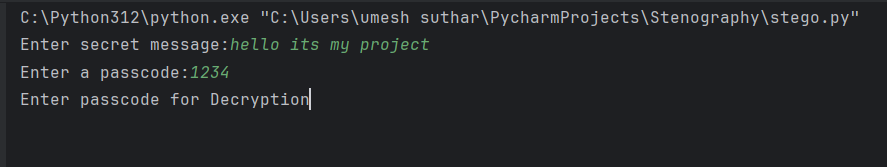 C:\Python312\python.exe "C:\Users\umesh suthar\PycharmProjects\Stenography\stego.py"
Enter secret message:hello its my project
Enter a passcode:1234
Enter passcode for Decryption